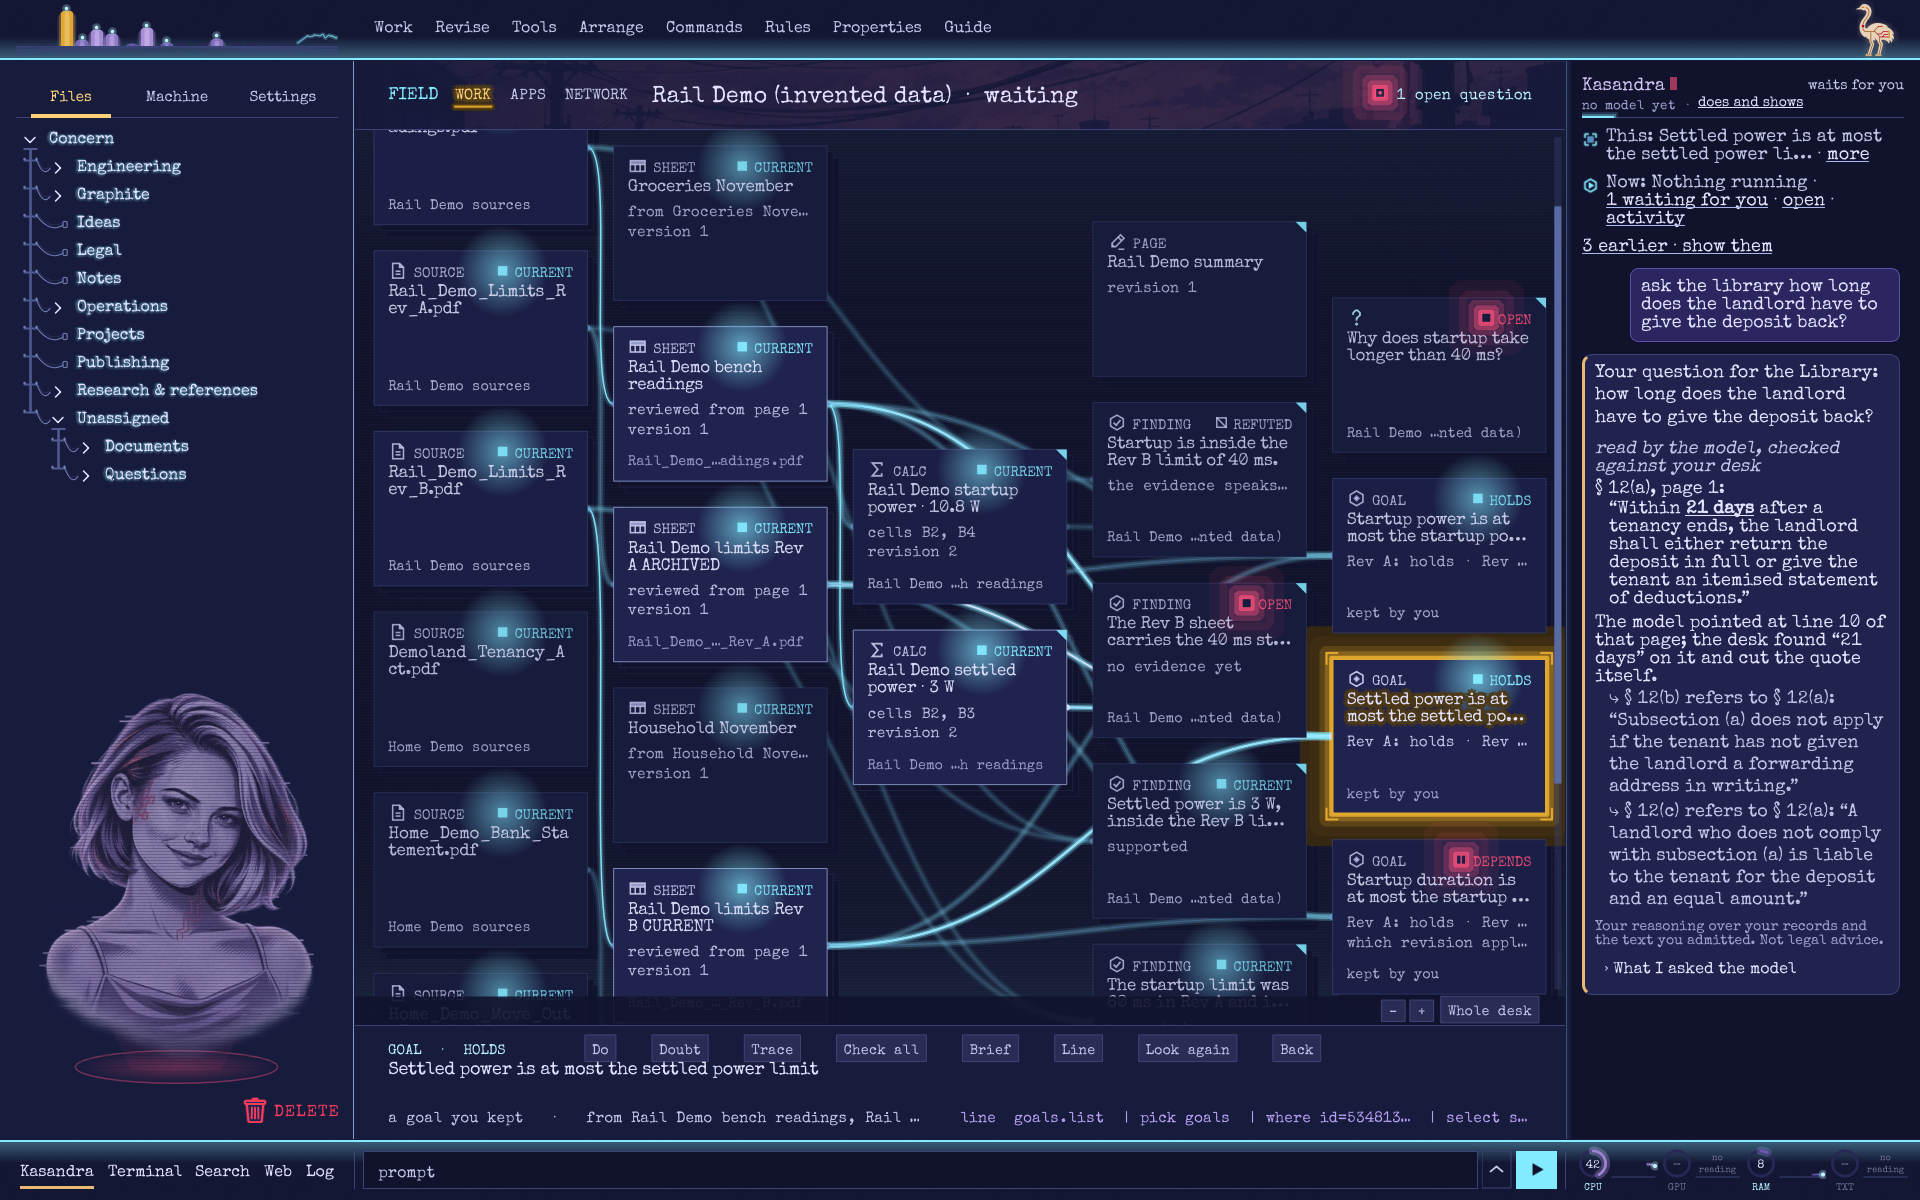 Work Revise Tools Arrange Commands Rules Properties Guide
Files Machine Settings
Concern
Engineering
Graphite
Ideas
Legal
Notes
Operations
Projects
Publishing
Research & references
Unassigned
Documents
Questions
DELETE
FIELD WORK APPS NETWORK Rail Demo (invented data) · waiting
1 open question
Rail Demo sources
SOURCE CURRENT
Rail_Demo_Limits_R
ev_A.pdf
Rail Demo sources
SOURCE CURRENT
Rail_Demo_Limits_R
ev_B.pdf
Rail Demo sources
SOURCE CURRENT
Demoland_Tenancy_A
ct.pdf
Home Demo sources
SOURCE CURRENT
Home_Demo_Bank_Sta
tement.pdf
Home Demo sources
SOURCE CURRENT
Home_Demo_Move_Out
SHEET CURRENT
Groceries November
from Groceries Nove…
version 1
SHEET CURRENT
Rail Demo bench
readings
reviewed from page 1
version 1
Rail_Demo_…adings.pdf
SHEET CURRENT
Rail Demo limits Rev
A ARCHIVED
reviewed from page 1
version 1
Rail_Demo_…_Rev_A.pdf
SHEET CURRENT
Household November
from Household Nove…
version 1
SHEET CURRENT
Rail Demo limits Rev
B CURRENT
reviewed from page 1
version 1
Rail_Demo_…_Rev_B.pdf
CALC CURRENT
Rail Demo startup
power · 10.8 W
cells B2, B4
revision 2
Rail Demo …h readings
CALC CURRENT
Rail Demo settled
power · 3 W
cells B2, B3
revision 2
Rail Demo …h readings
PAGE
Rail Demo summary
revision 1
FINDING REFUTED
Startup is inside the
Rev B limit of 40 ms.
the evidence speaks…
Rail Demo …nted data)
FINDING OPEN
The Rev B sheet
carries the 40 ms st…
no evidence yet
Rail Demo …nted data)
FINDING CURRENT
Settled power is 3 W,
inside the Rev B li…
supported
Rail Demo …nted data)
FINDING CURRENT
The startup limit was
60 ms in Rev A and i…
? OPEN
Why does startup take
longer than 40 ms?
Rail Demo …nted data)
GOAL HOLDS
Startup power is at
most the startup po…
Rev A: holds · Rev …
kept by you
GOAL HOLDS
Settled power is at
most the settled po…
Rev A: holds · Rev …
kept by you
GOAL DEPENDS
Startup duration is
at most the startup …
Rev A: holds · Rev …
which revision appl…
kept by you
− + Whole desk
GOAL · HOLDS Do Doubt Trace Check all Brief Line Look again Back
Settled power is at most the settled power limit
a goal you kept · from Rail Demo bench readings, Rail … line goals.list | pick goals | where id=534813… | select s…
Kasandra waits for you
no model yet · does and shows
This: Settled power is at most
the settled power li… · more
Now: Nothing running ·
1 waiting for you · open ·
activity
3 earlier · show them
ask the library how long
does the landlord have to
give the deposit back?
Your question for the Library:
how long does the landlord
have to give the deposit back?
read by the model, checked
against your desk
§ 12(a), page 1:
“Within 21 days after a
tenancy ends, the landlord
shall either return the
deposit in full or give the
tenant an itemised statement
of deductions.”
The model pointed at line 10 of
that page; the desk found “21
days” on it and cut the quote
itself.
⤷ § 12(b) refers to § 12(a):
“Subsection (a) does not apply
if the tenant has not given
the landlord a forwarding
address in writing.”
⤷ § 12(c) refers to § 12(a): “A
landlord who does not comply
with subsection (a) is liable
to the tenant for the deposit
and an equal amount.”
Your reasoning over your records and
the text you admitted. Not legal advice.
› What I asked the model
Kasandra Terminal Search Web Log
prompt
42 CPU
— GPU no reading
8 RAM
— TXT no reading